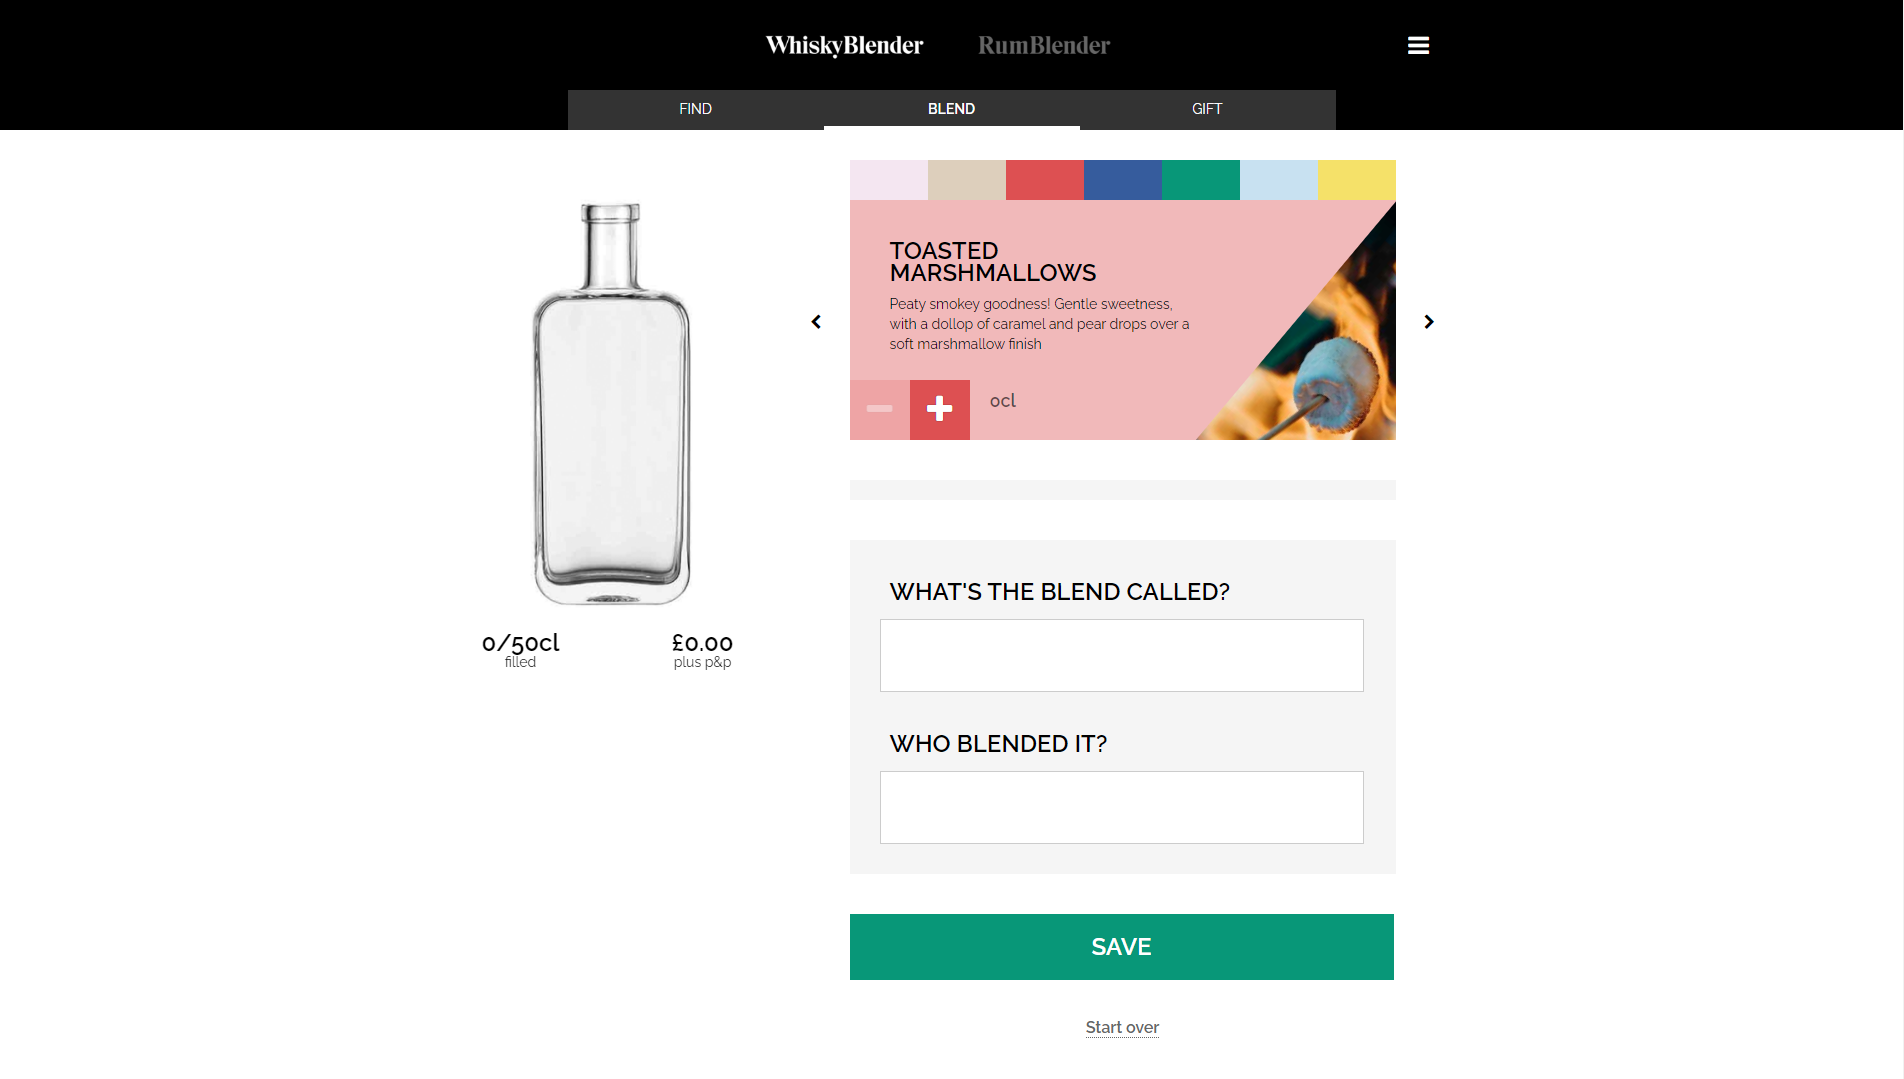 WhiskyBlender
RumBlender
FIND
BLEND
GIFT
TOASTED
MARSHMALLOWS
Peaty smokey goodness! Gentle sweetness,
with a dollop of caramel and pear drops over a
soft marshmallow finish
0cl
0/50cl
filled
£0.00
plus p&p
WHAT'S THE BLEND CALLED?
WHO BLENDED IT?
SAVE
Start over